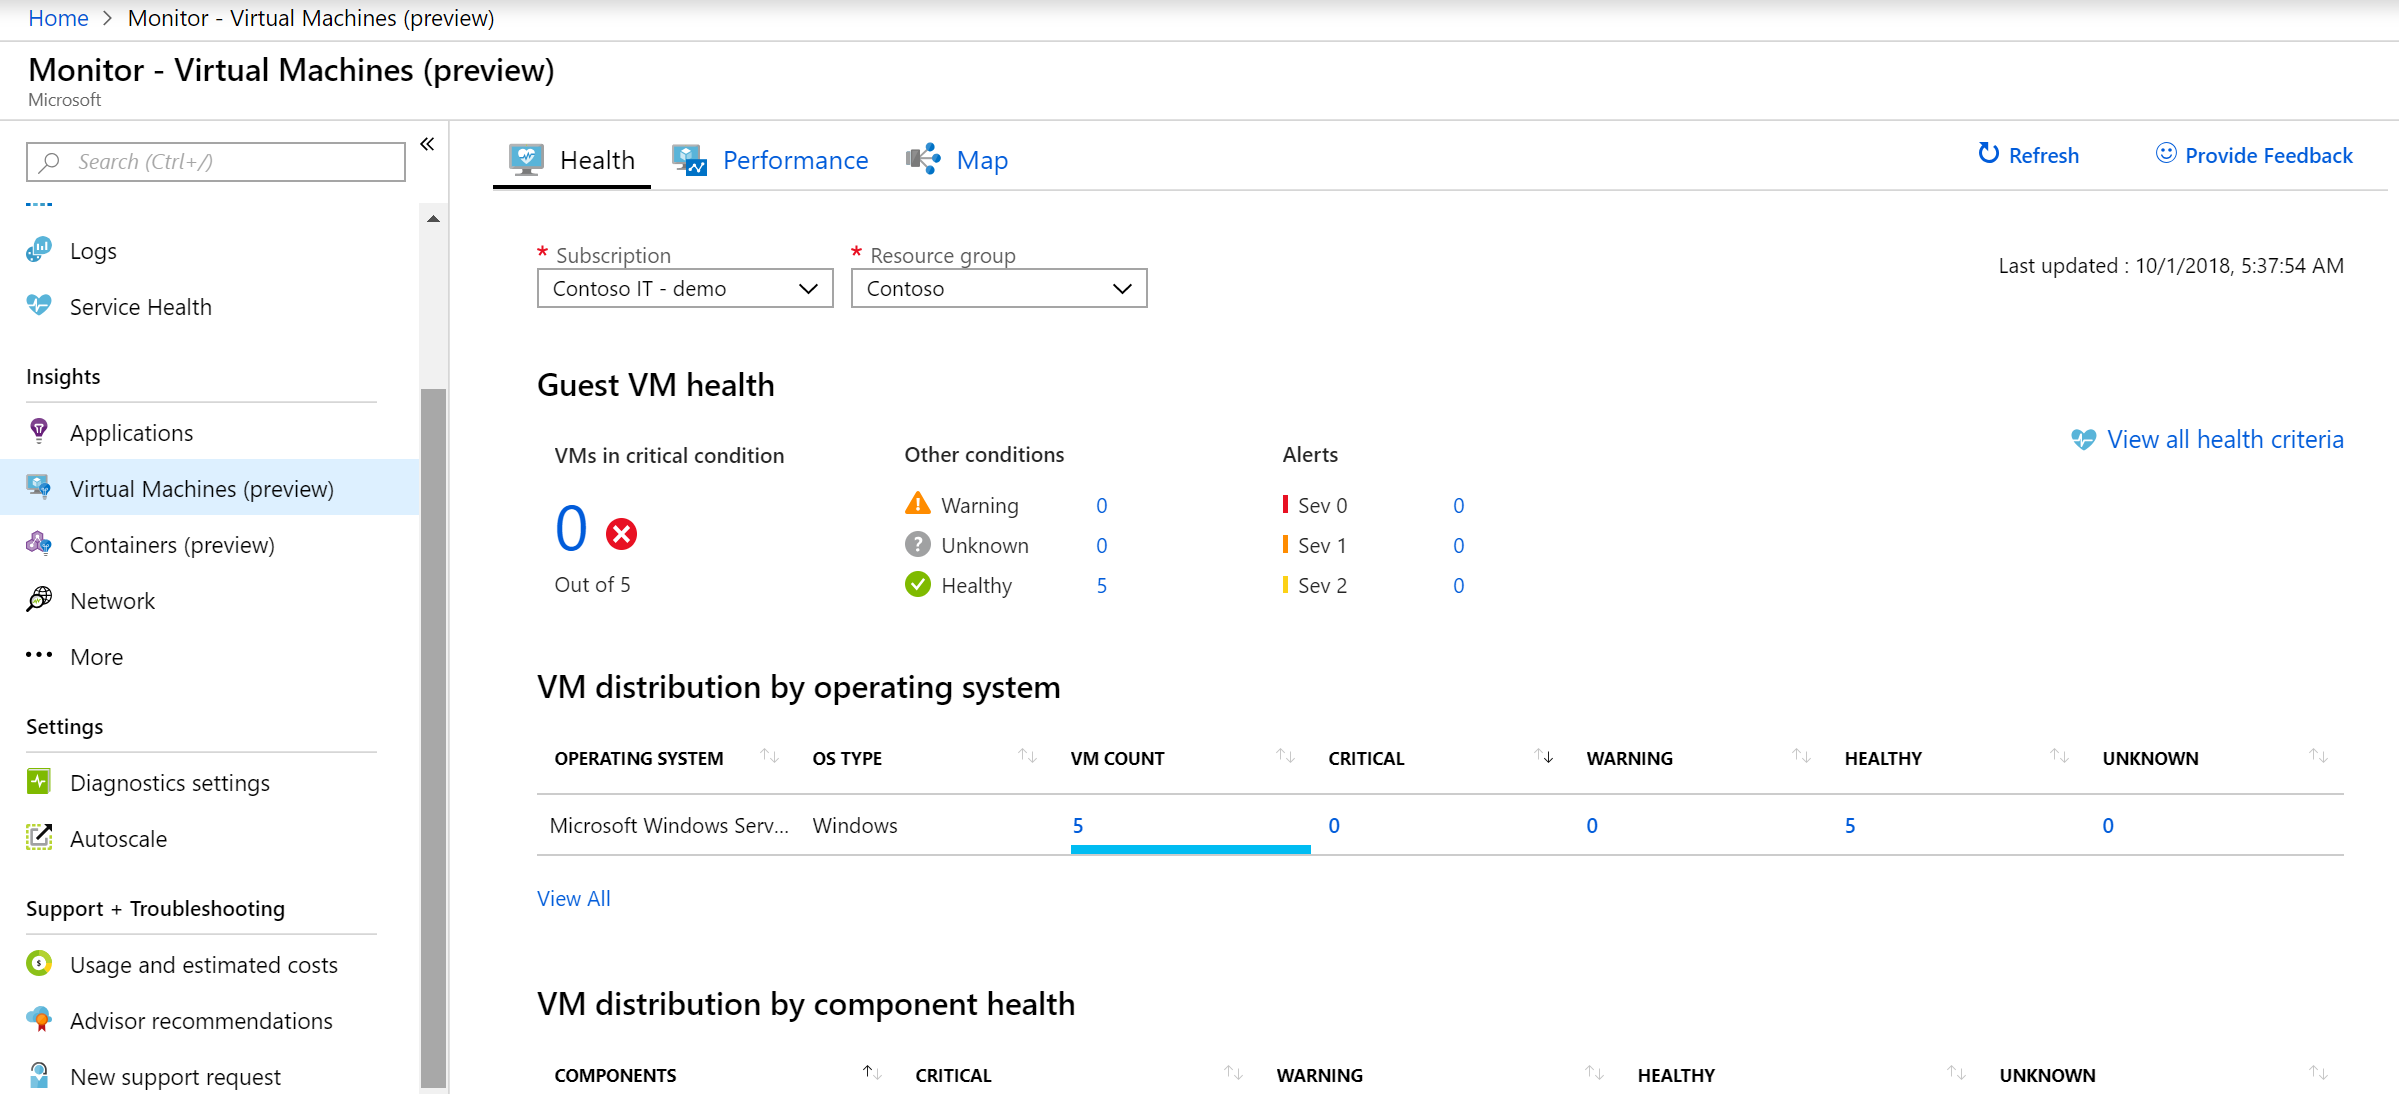 Home > Monitor - Virtual Machines (preview)
Monitor - Virtual Machines (preview)
Microsoft
Search (Ctrl+/)
«
Logs
Service Health
Insights
Applications
Virtual Machines (preview)
Containers (preview)
Network
More
Settings
Diagnostics settings
Autoscale
Support + Troubleshooting
Usage and estimated costs
Advisor recommendations
New support request
Health Performance Map Refresh Provide Feedback
* Subscription * Resource group
Contoso IT - demo Contoso
Last updated : 10/1/2018, 5:37:54 AM
Guest VM health
View all health criteria
VMs in critical condition
0
Out of 5
Other conditions
Warning 0
Unknown 0
Healthy 5
Alerts
Sev 0 0
Sev 1 0
Sev 2 0
VM distribution by operating system
OPERATING SYSTEM OS TYPE VM COUNT CRITICAL WARNING HEALTHY UNKNOWN
Microsoft Windows Serv... Windows 5 0 0 5 0
View All
VM distribution by component health
COMPONENTS CRITICAL WARNING HEALTHY UNKNOWN